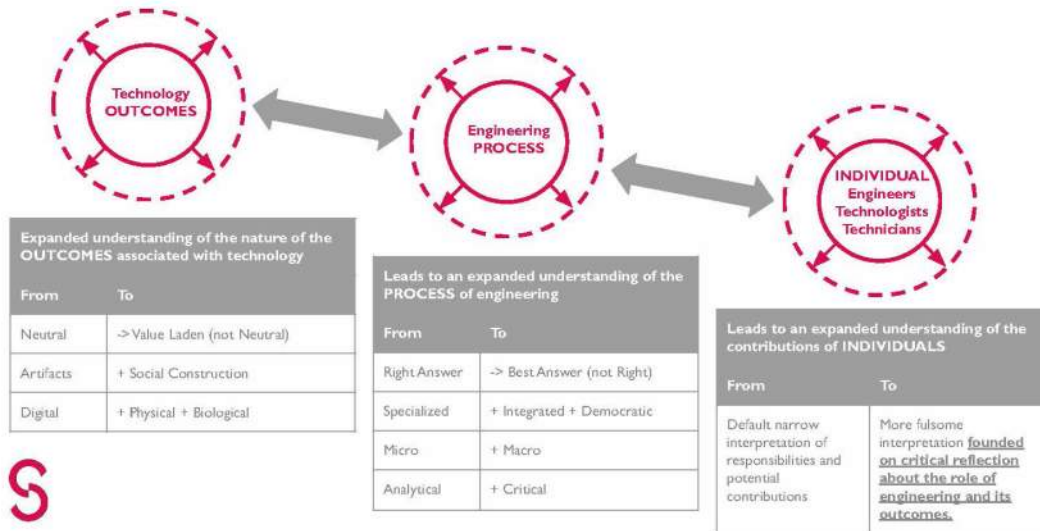 Technology
OUTCOMES
Engineering
PROCESS
INDIVIDUAL
Engineers
Technologists
Technicians
Expanded understanding of the nature of the
OUTCOMES associated with technology
From To
Neutral -> Value Laden (not Neutral)
Artifacts + Social Construction
Digital + Physical + Biological
Leads to an expanded understanding of the
PROCESS of engineering
From To
Right Answer -> Best Answer (not Right)
Specialized + Integrated + Democratic
Micro + Macro
Analytical + Critical
Leads to an expanded understanding of the
contributions of INDIVIDUALS
From To
Default narrow
interpretation of
responsibilities and
potential
contributions
More fulsome
interpretation founded
on critical reflection
about the role of
engineering and its
outcomes.